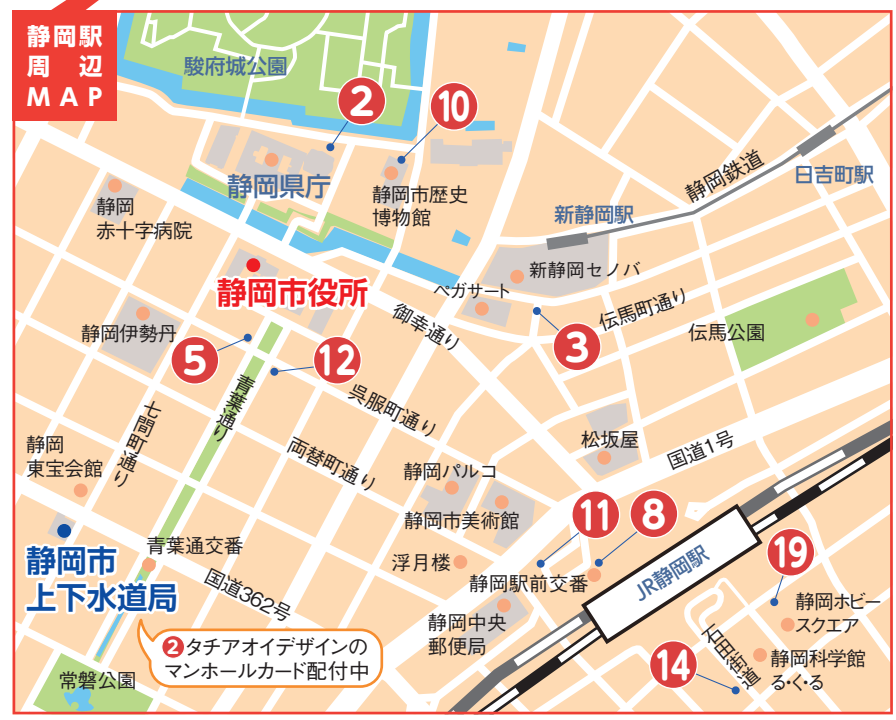 静岡駅
周辺
MAP
駿府城公園
2
10
静岡県庁
静岡市歴史
博物館
静岡
赤十字病院
静岡鉄道
日吉町駅
新静岡駅
新静岡セノバ
静岡市役所
ペガサート
御幸通り
3
伝馬町通り
伝馬公園
静岡伊勢丹
5
12
青葉通り
呉服町通り
七間町通り
両替町通り
松坂屋
国道1号
静岡
東宝会館
静岡パルコ
静岡市美術館
11
8
静岡市
上下水道局
青葉通交番
国道362号
浮月楼
静岡駅前交番
JR静岡駅
19
静岡中央
郵便局
静岡ホビー
スクエア
石田街道
静岡科学館
る・く・る
14
2タチアオイデザインの
マンホールカード配付中
常磐公園